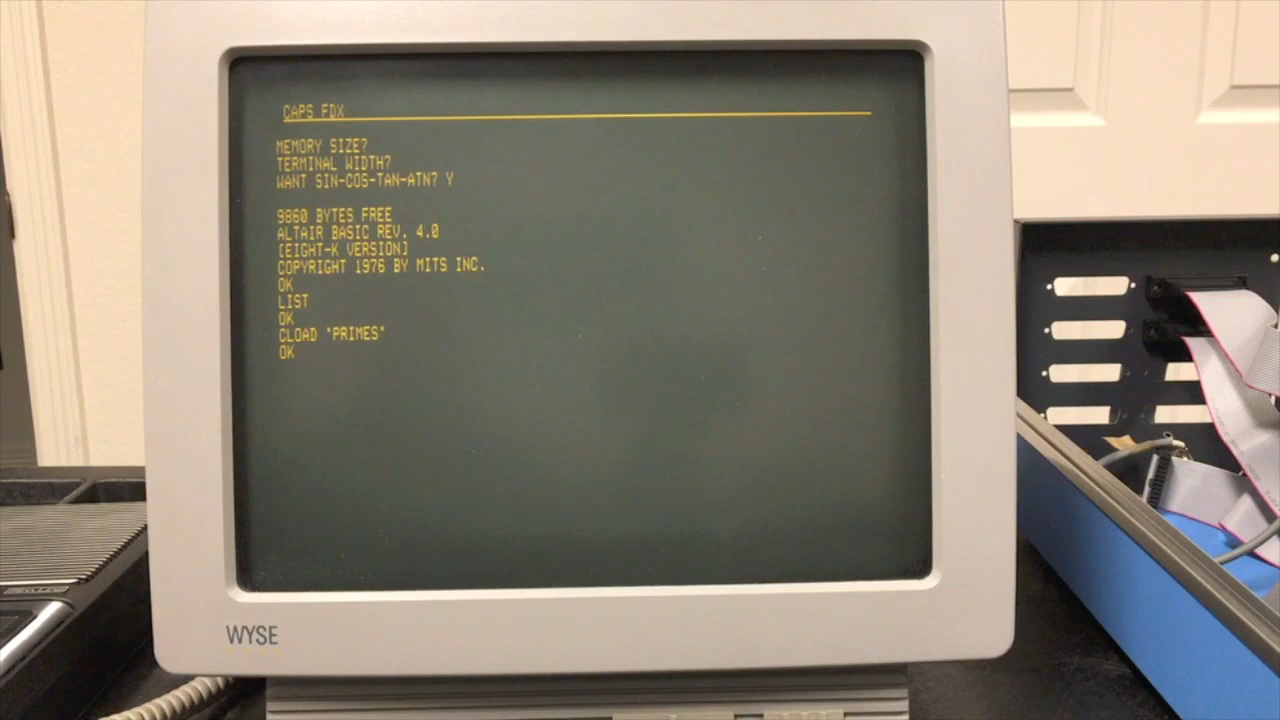 CAPS FDX
MEMORY SIZE?
TERMINAL WIDTH?
WANT SIN-COS-TAN-ATN? Y
9860 BYTES FREE
ALTAIR BASIC REV. 4.0
[EIGHT-K VERSION]
COPYRIGHT 1976 BY MITS INC.
OK
LIST
OK
CLOAD "PRIMES"
OK
WYSE